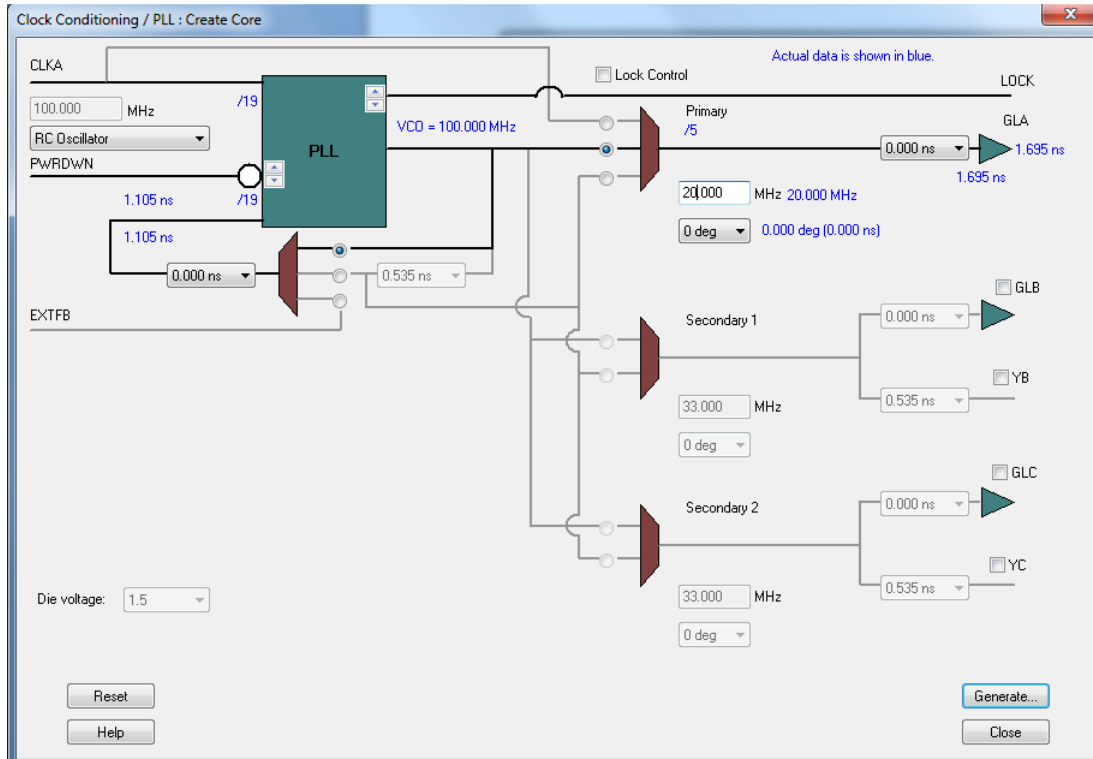 Clock Conditioning / PLL : Create Core
x
Actual data is shown in blue.
CLKA
Lock Control
LOCK
100.000 MHz
/19
Primary
GLA
RC Oscillator
VCO = 100.000 MHz
/5
PLL
0.000 ns
1.695 ns
PWRDWN
1.695 ns
1.105 ns
/19
20.000 MHz 20.000 MHz
1.105 ns
0 deg 0.000 deg (0.000 ns)
0.000 ns
0.535 ns
EXTFB
GLB
Secondary 1
0.000 ns
YB
33.000 MHz
0.535 ns
0 deg
GLC
Secondary 2
0.000 ns
YC
Die voltage: 1.5
33.000 MHz
0.535 ns
0 deg
Reset
Generate...
Help
Close